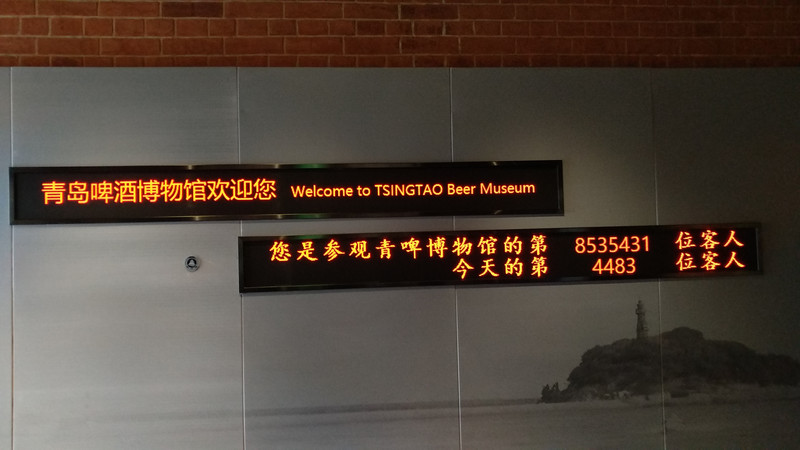 青岛啤酒博物馆欢迎您 Welcome to TSINGTAO Beer Museum
您是参观青啤博物馆的第 8535431 位客人
今天的第 4483 位客人